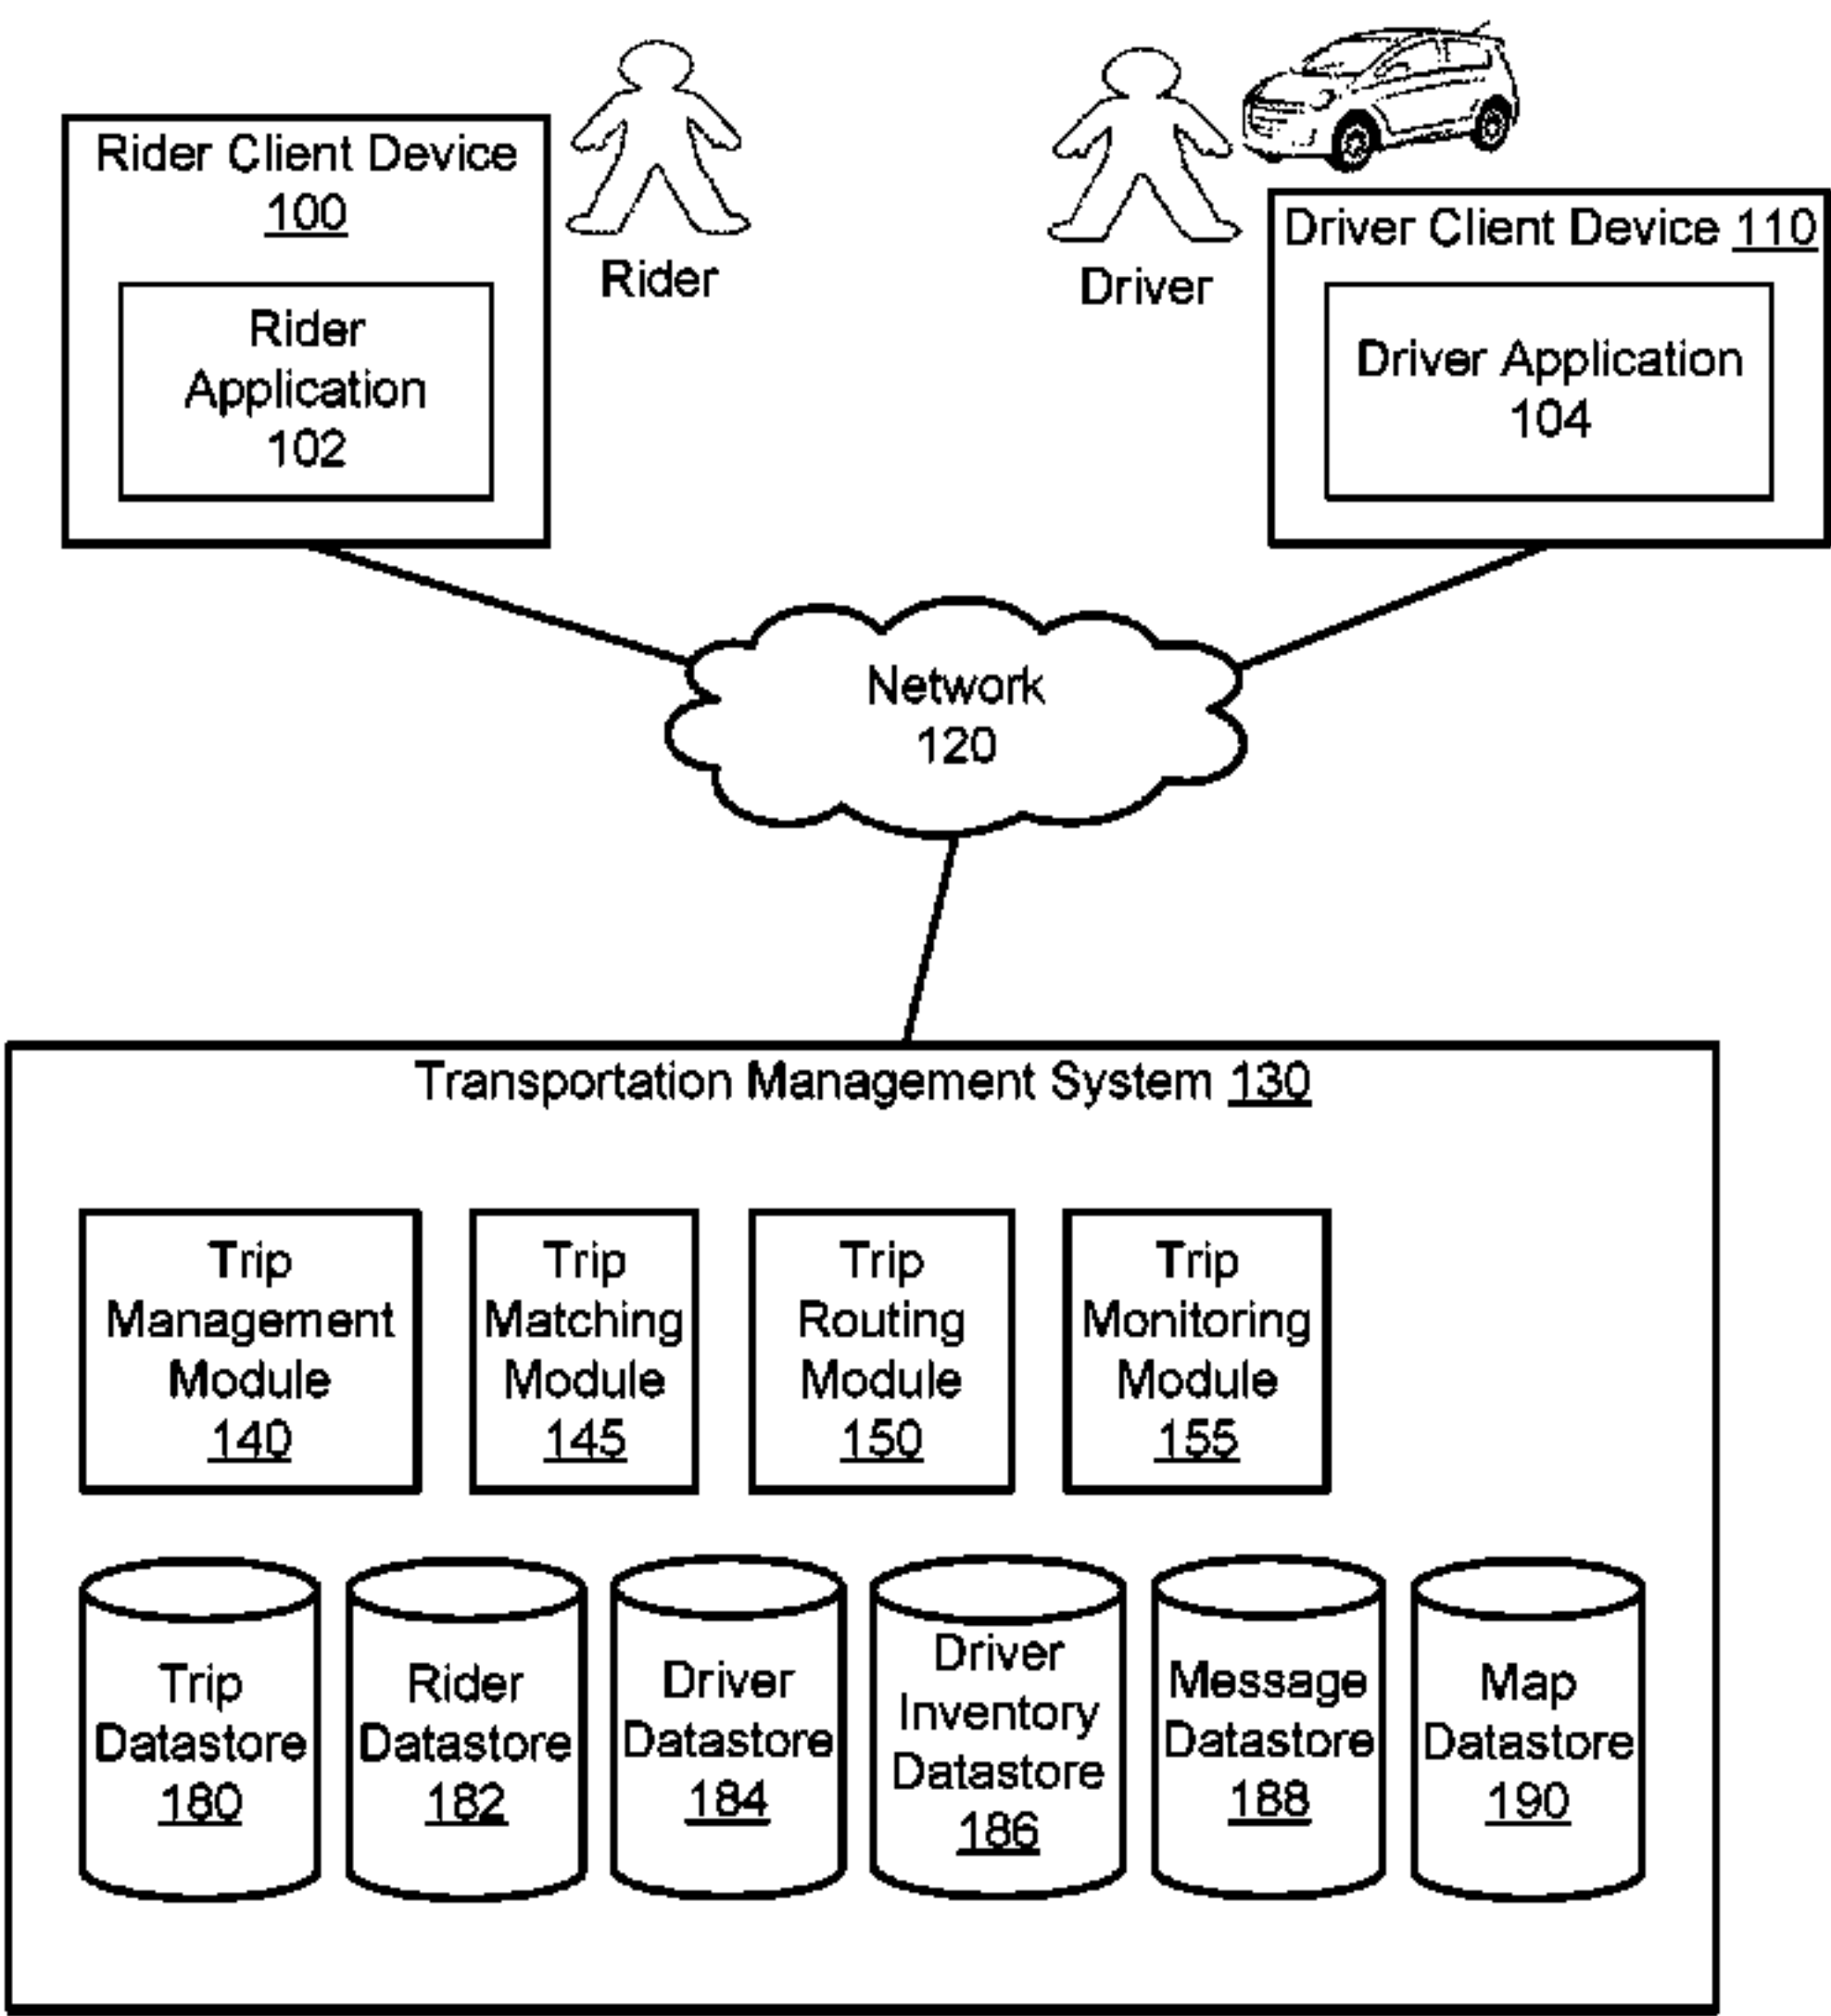 Rider Client Device
100
Rider
Application
102
Rider
Driver
Driver Client Device 110
Driver Application
104
Network
120
Transportation Management System 130
Trip
Management
Module
140
Trip
Matching
Module
145
Trip
Routing
Module
150
Trip
Monitoring
Module
155
Trip
Datastore
180
Rider
Datastore
182
Driver
Datastore
184
Driver
Inventory
Datastore
186
Message
Datastore
188
Map
Datastore
190